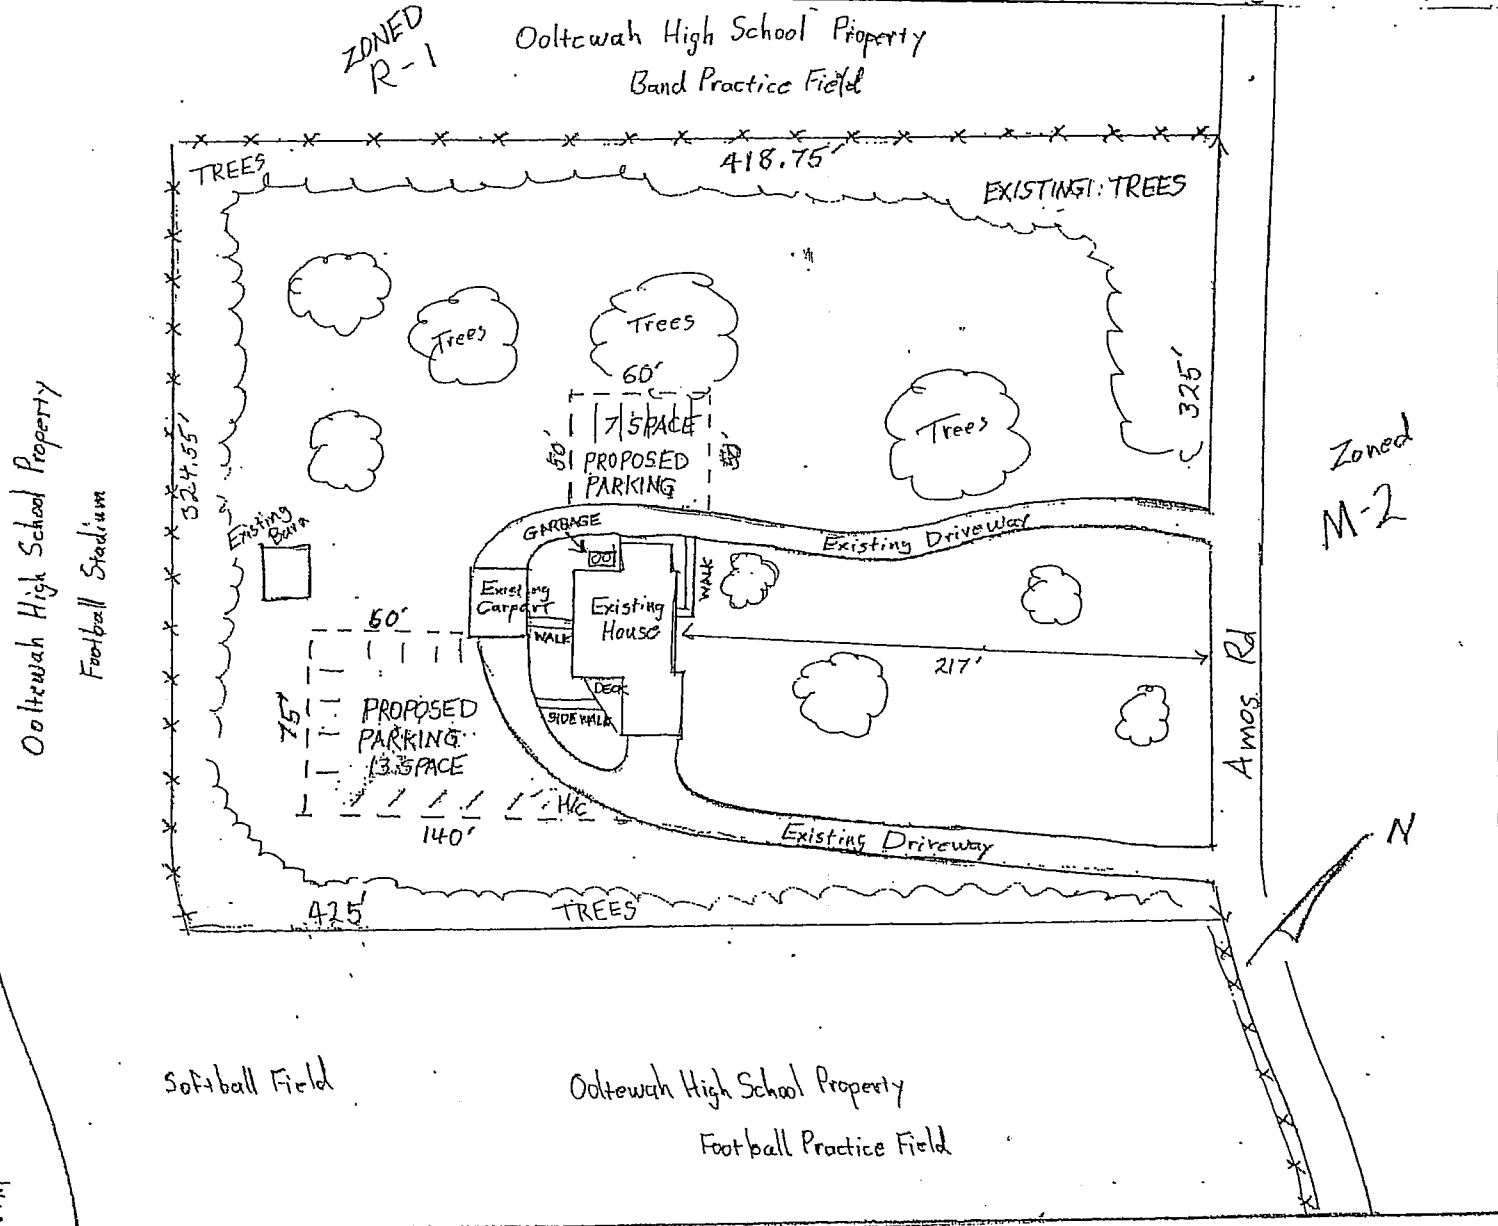 ZONED
R-1
Ooltewah High School Property
Band Practice Field
418.75'
TREES
EXISTING: TREES
Trees
Trees
60'
325'
7 SPACE
Trees
Zoned
M-2
50'
50'
PROPOSED
PARKING
324.55'
Ooltewah High School Property
Football Stadium
Existing
Barn
GARBAGE
Existing Driveway
WALK
Existing
Carport
Existing
House
60'
WALK
217'
Amos Rd
DECK
SIDEWALK
75'
PROPOSED
PARKING
13 SPACE
H/C
140'
Existing Driveway
N
425'
TREES
Softball Field
Ooltewah High School Property
Football Practice Field